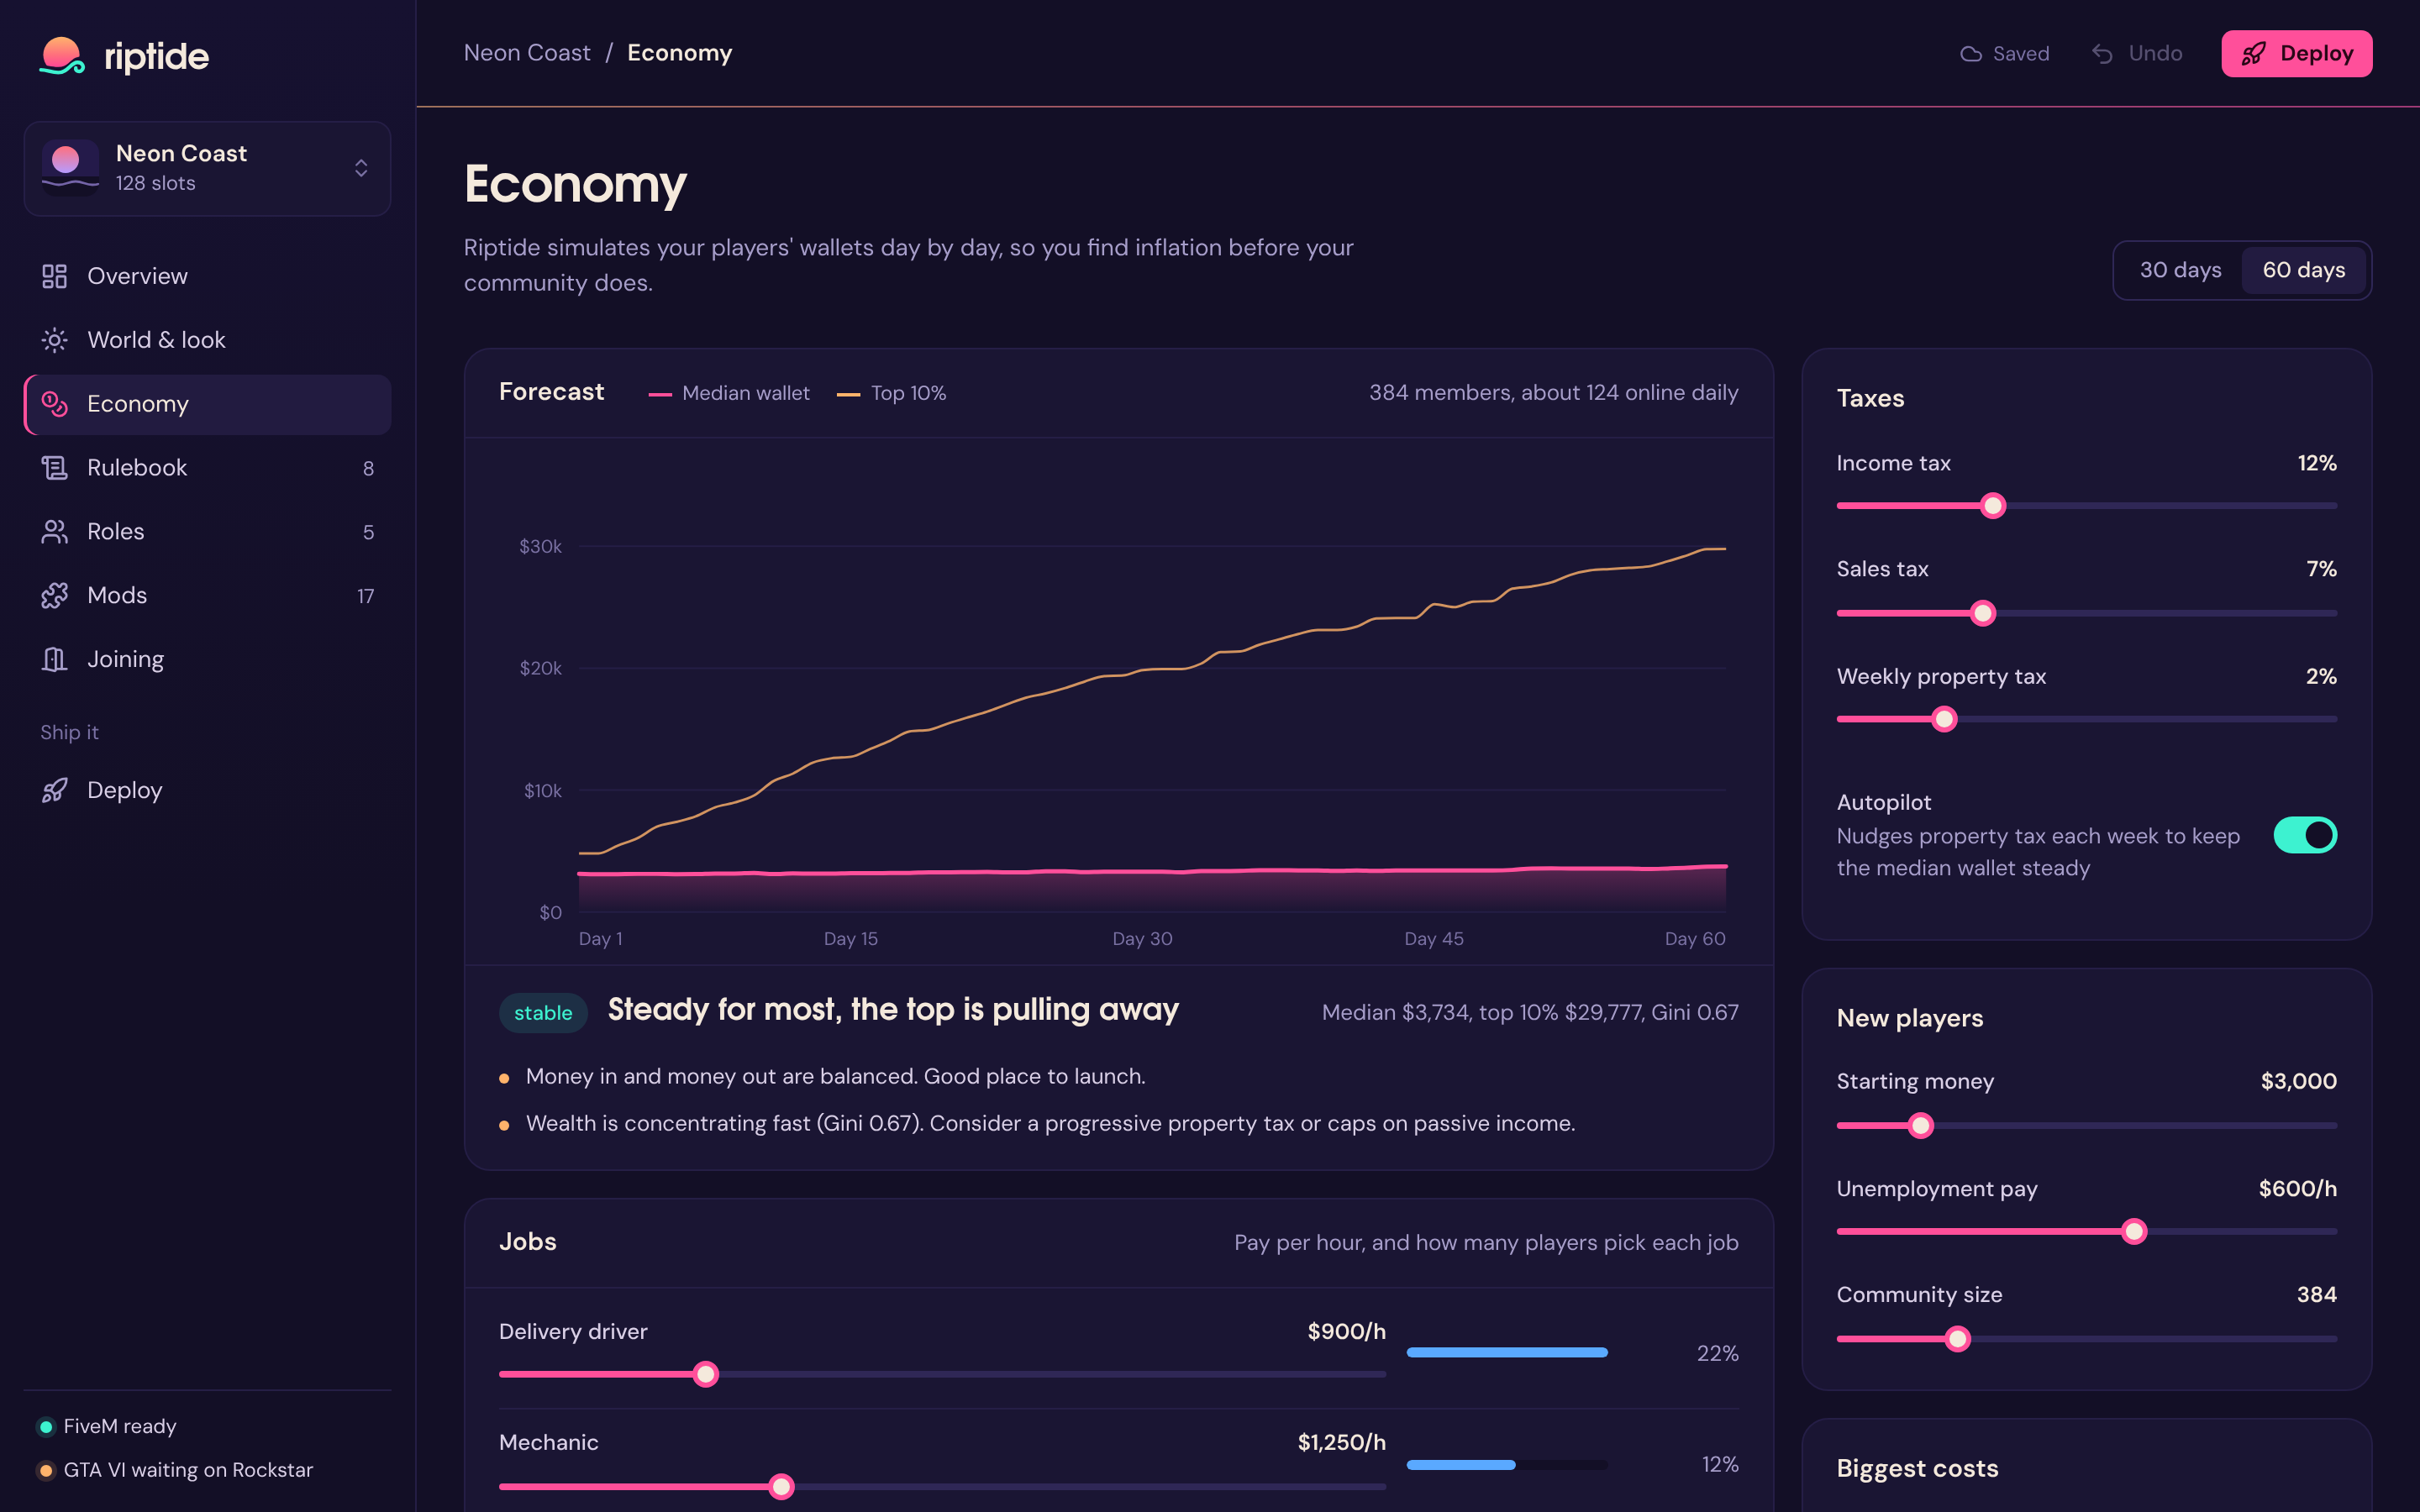 riptide
Neon Coast
128 slots
Overview
World & look
Economy
Rulebook 8
Roles 5
Mods 17
Joining
Ship it
Deploy
FiveM ready
GTA VI waiting on Rockstar
Neon Coast / Economy
Saved
Undo
Deploy
Economy
Riptide simulates your players' wallets day by day, so you find inflation before your
community does.
30 days 60 days
Forecast Median wallet Top 10% 384 members, about 124 online daily
$30k
$20k
$10k
$0
Day 1 Day 15 Day 30 Day 45 Day 60
stable Steady for most, the top is pulling away Median $3,734, top 10% $29,777, Gini 0.67
Money in and money out are balanced. Good place to launch.
Wealth is concentrating fast (Gini 0.67). Consider a progressive property tax or caps on passive income.
Jobs Pay per hour, and how many players pick each job
Delivery driver $900/h 22%
Mechanic $1,250/h 12%
Taxes
Income tax 12%
Sales tax 7%
Weekly property tax 2%
Autopilot
Nudges property tax each week to keep
the median wallet steady
New players
Starting money $3,000
Unemployment pay $600/h
Community size 384
Biggest costs